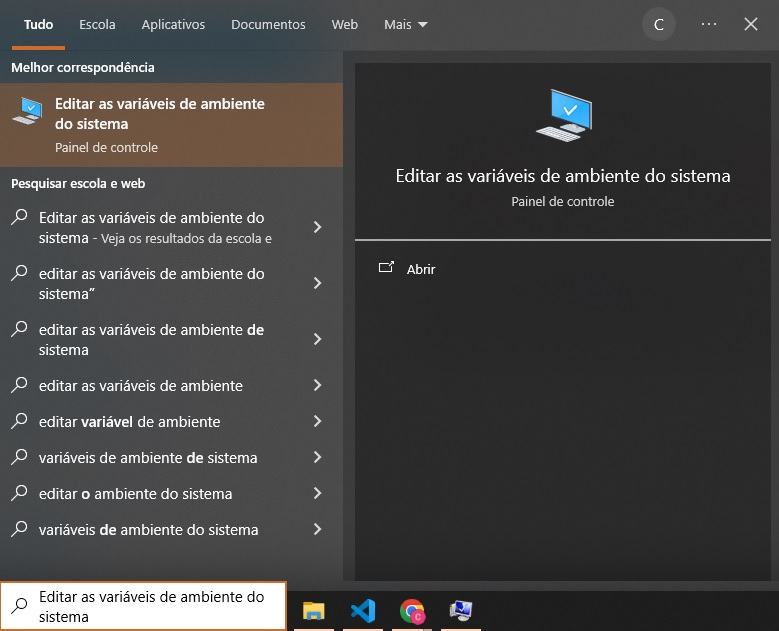 Tudo Escola Aplicativos Documentos Web Mais C ...
Melhor correspondência
Editar as variáveis de ambiente
do sistema
Painel de controle
Pesquisar escola e web
Editar as variáveis de ambiente do
sistema - Veja os resultados da escola e
editar as variáveis de ambiente do
sistema”
editar as variáveis de ambiente de
sistema
editar as variáveis de ambiente
editar variável de ambiente
variáveis de ambiente de sistema
editar o ambiente do sistema
variáveis de ambiente do sistema
Editar as variáveis de ambiente do
sistema
Editar as variáveis de ambiente do sistema
Painel de controle
Abrir
C